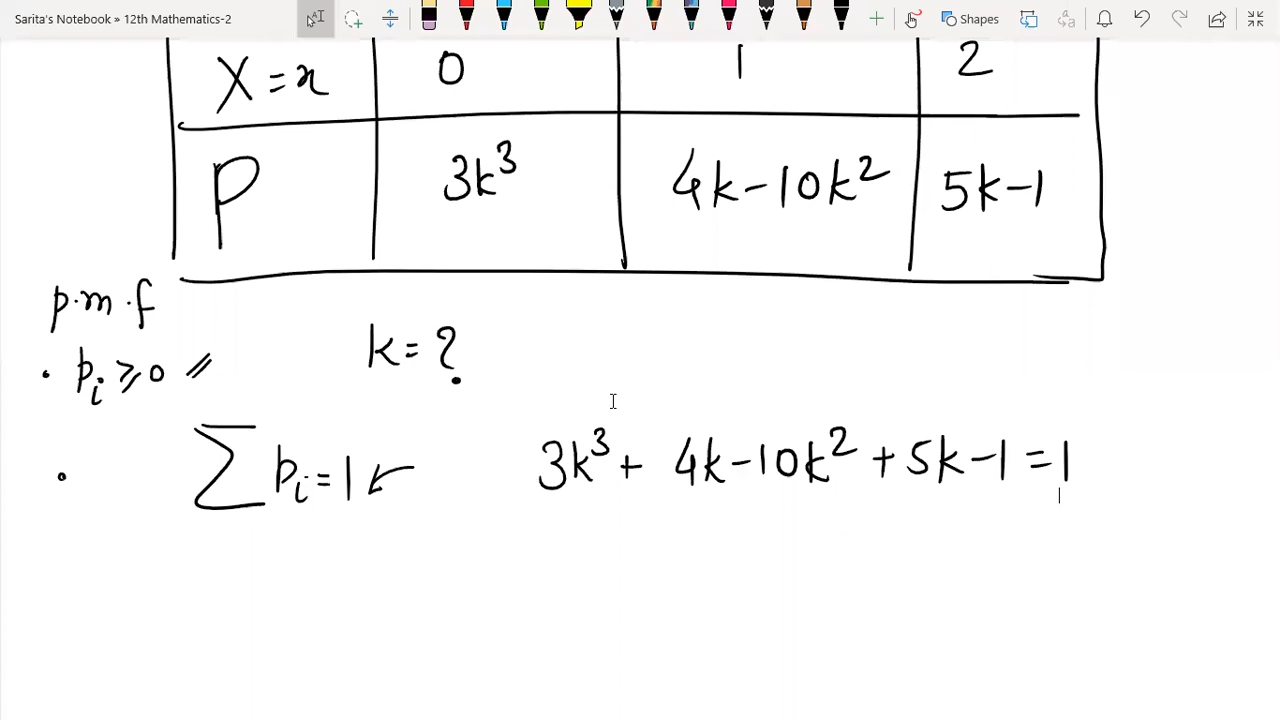 Sarita's Notebook » 12th Mathematics-2
Shapes
X = x 0 1 2
P 3k³ 4k-10k² 5k-1
p.m.f
k = ?
• pᵢ ≥ 0
• ∑ pᵢ = 1 3k³ + 4k-10k² + 5k-1 = 1